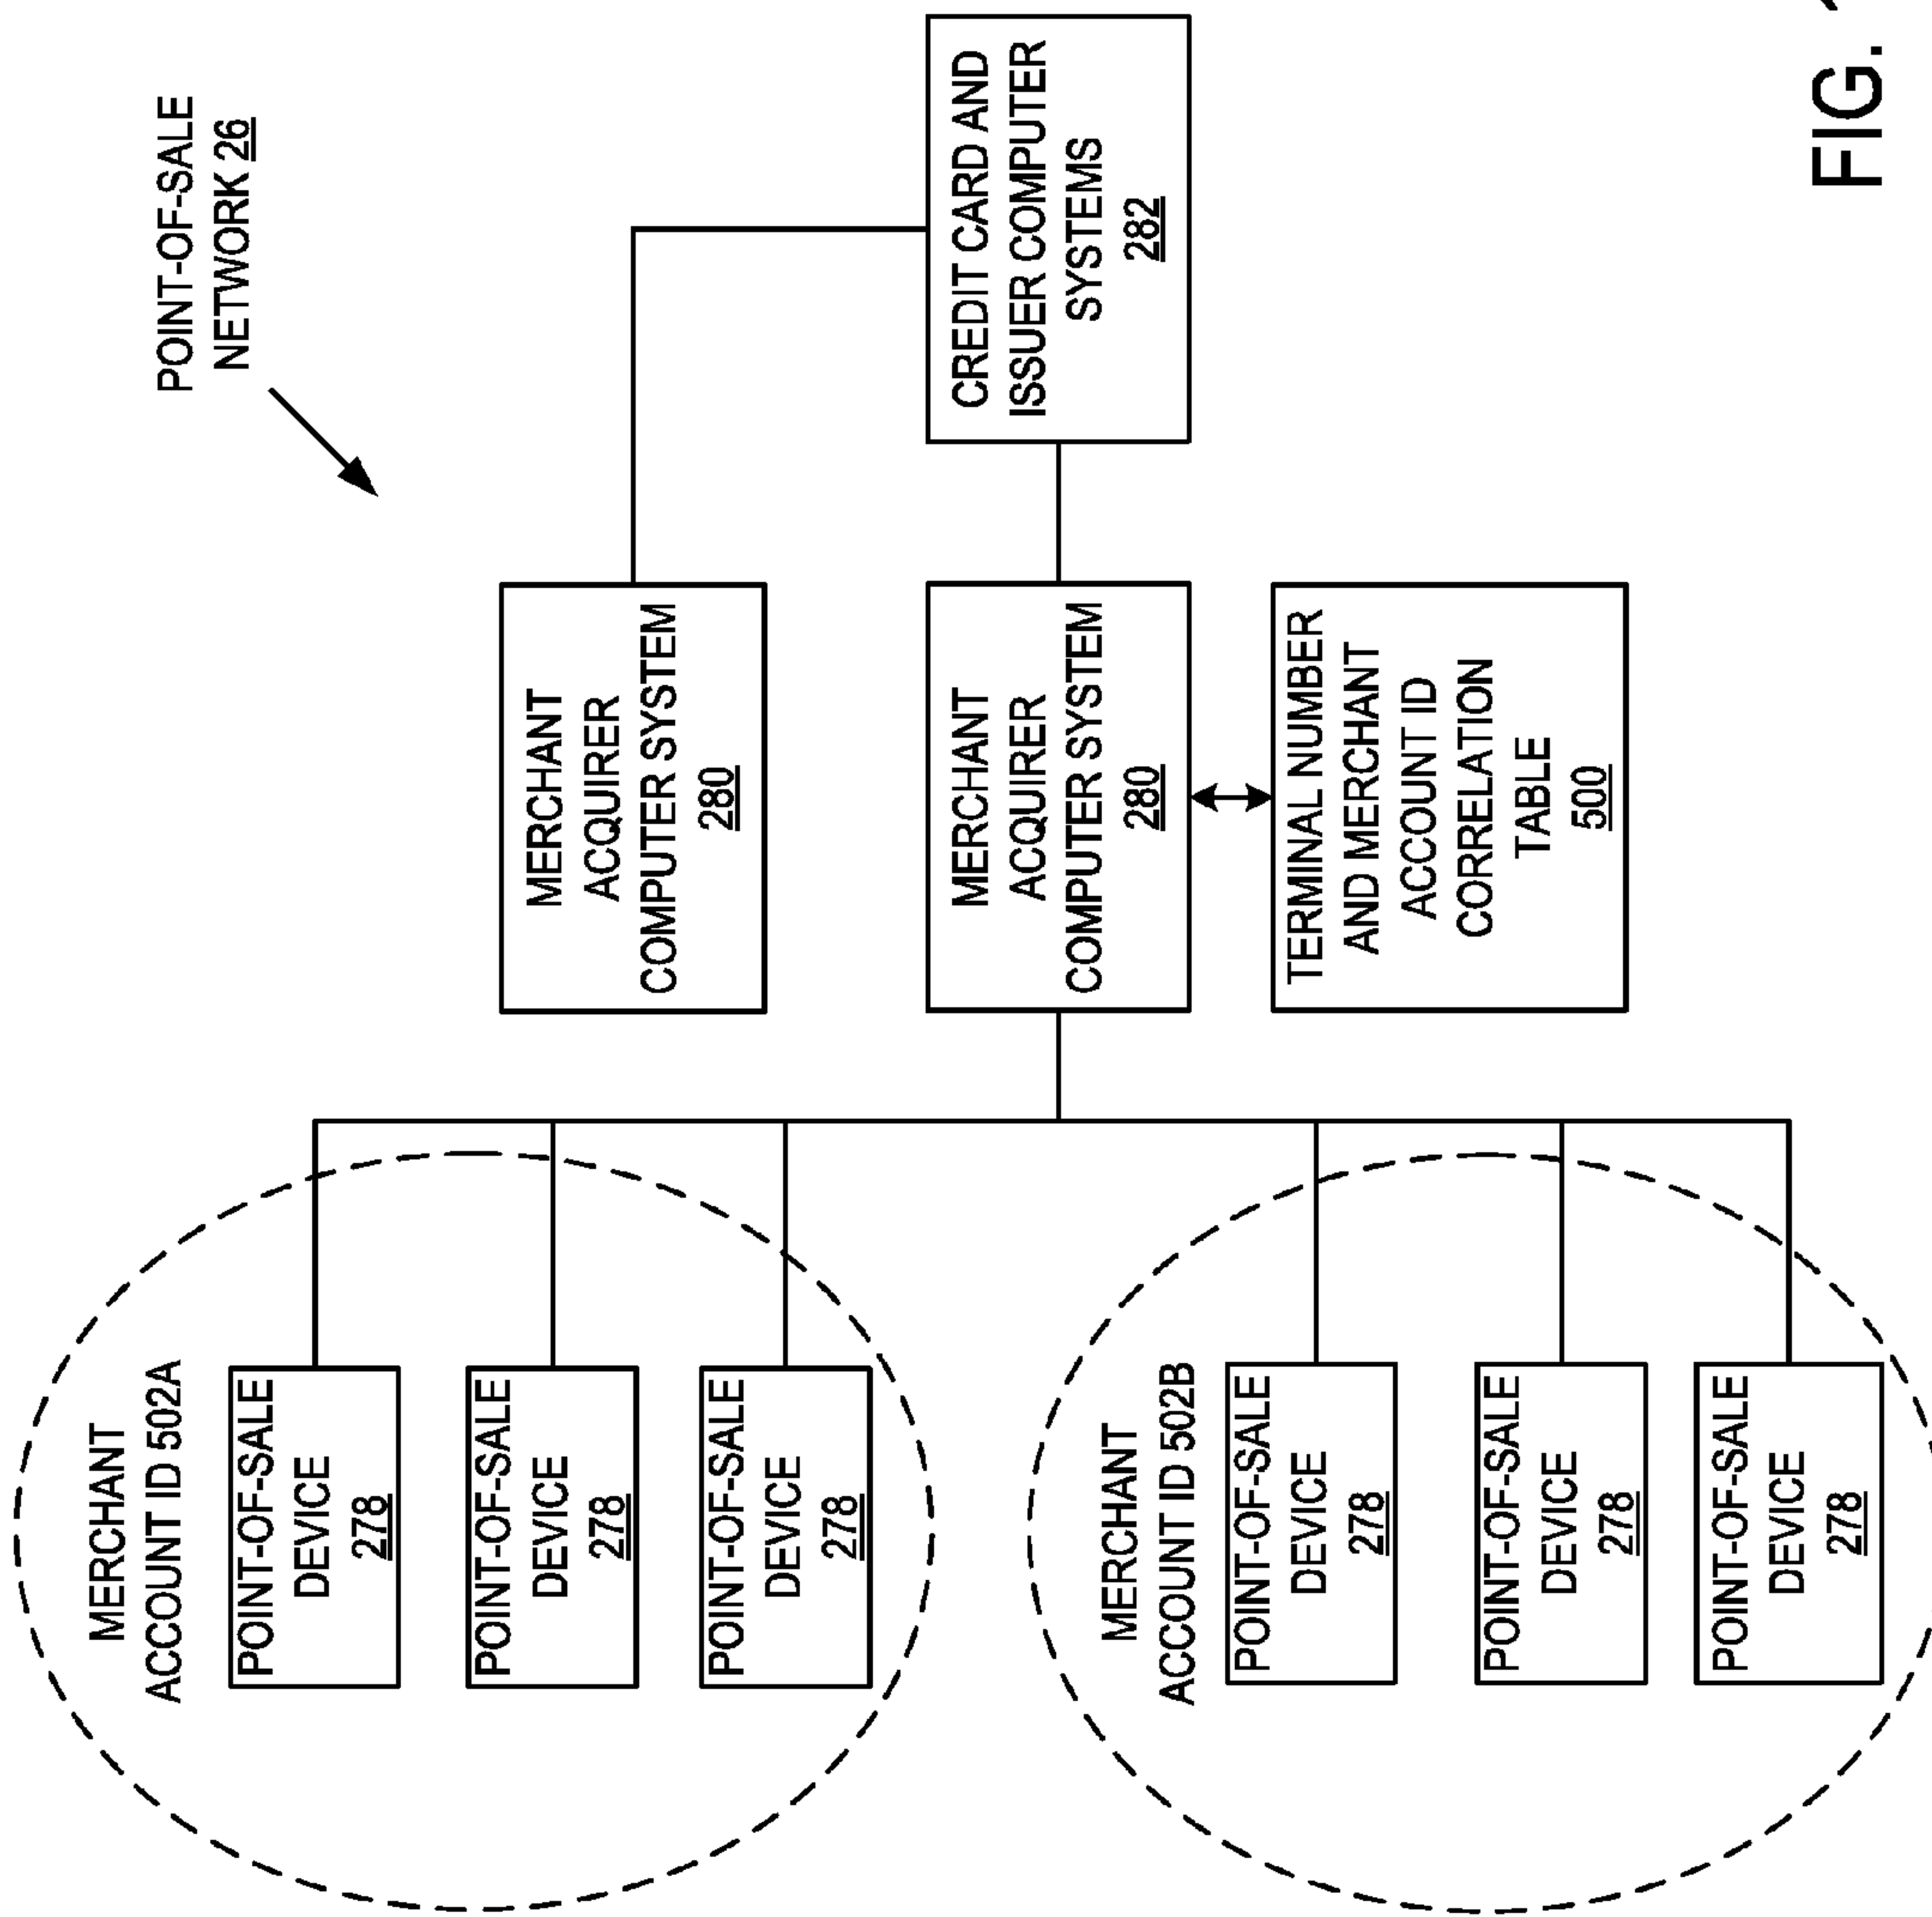 POINT-OF-SALE
NETWORK 26
MERCHANT
ACCOUNT ID 502A
POINT-OF-SALE
DEVICE
278
POINT-OF-SALE
DEVICE
278
POINT-OF-SALE
DEVICE
278
MERCHANT
ACQUIRER
COMPUTER SYSTEM
280
MERCHANT
ACQUIRER
COMPUTER SYSTEM
280
CREDIT CARD AND
ISSUER COMPUTER
SYSTEMS
282
TERMINAL NUMBER
AND MERCHANT
ACCOUNT ID
CORRELATION
TABLE
500
MERCHANT
ACCOUNT ID 502B
POINT-OF-SALE
DEVICE
278
POINT-OF-SALE
DEVICE
278
POINT-OF-SALE
DEVICE
278
FIG.